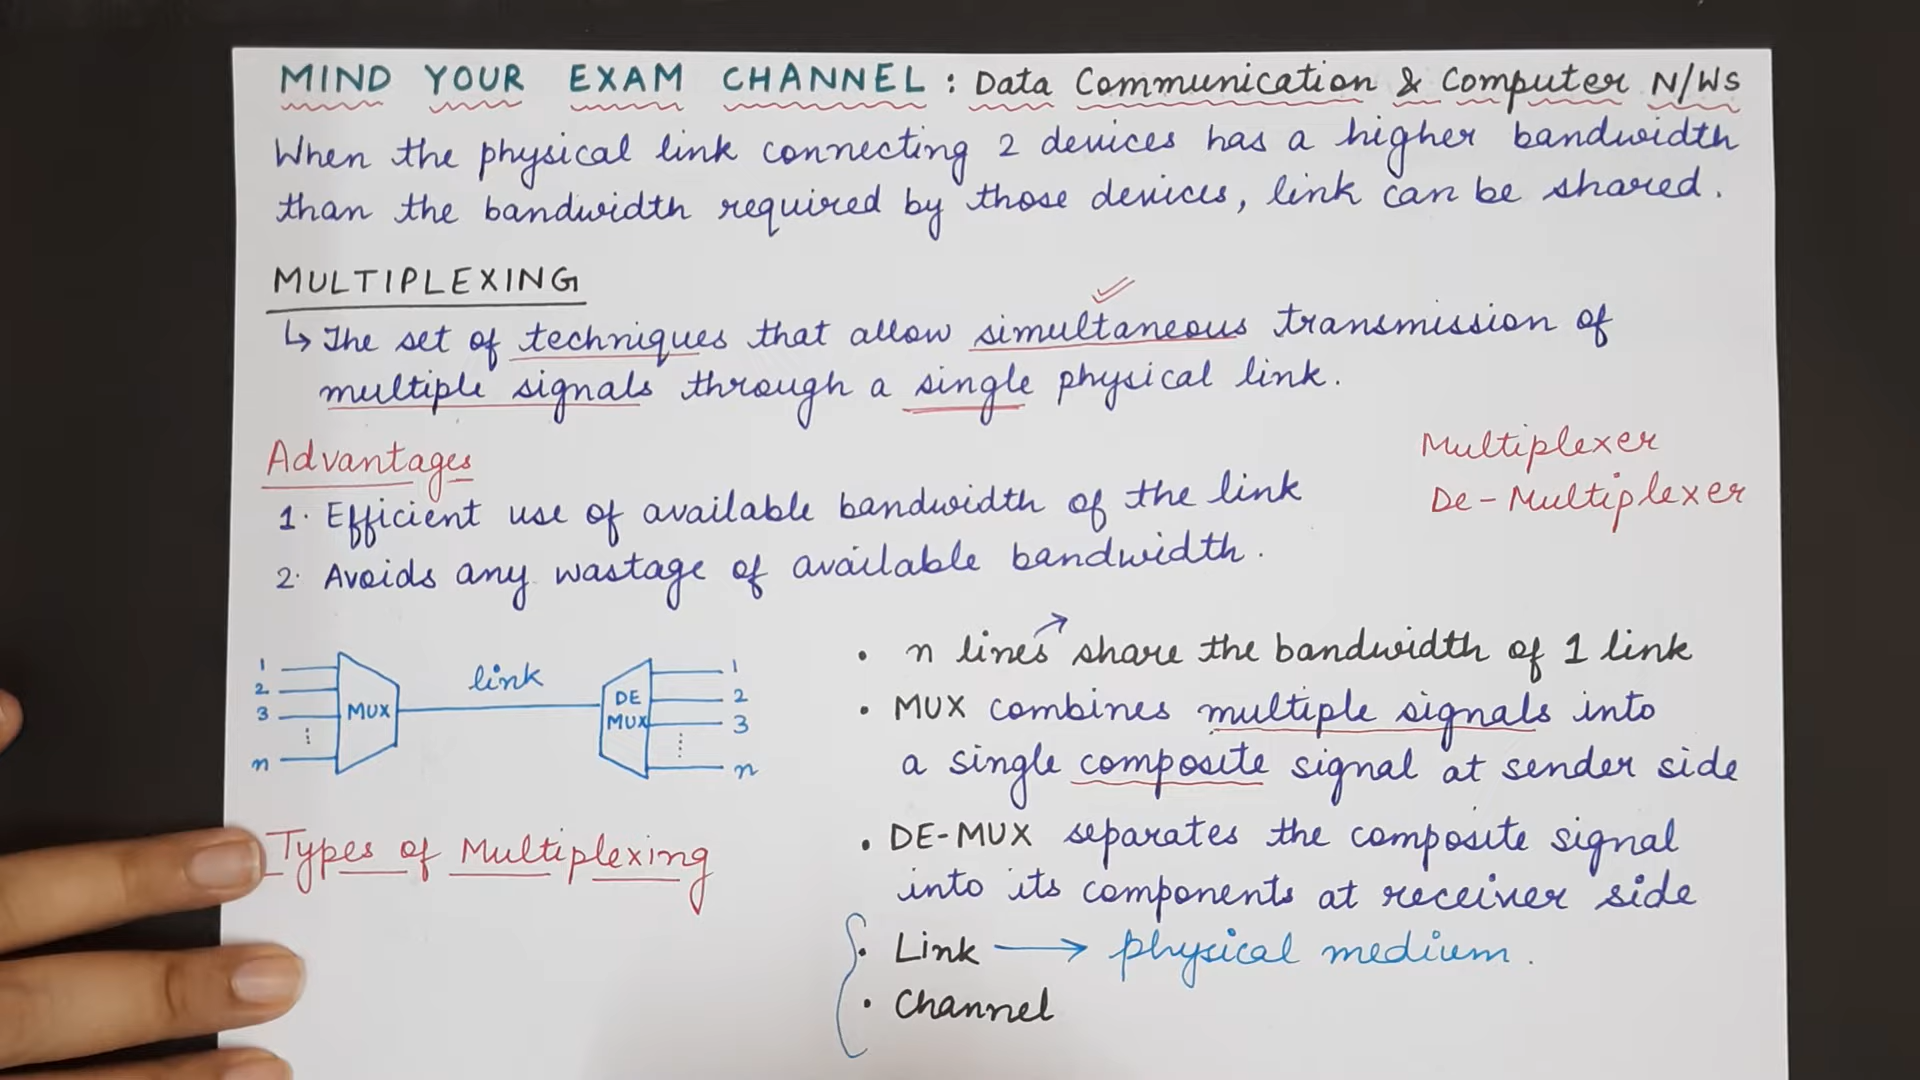 MIND YOUR EXAM CHANNEL : Data Communication & Computer N/Ws
When the physical link connecting 2 devices has a higher bandwidth
than the bandwidth required by those devices, link can be shared.
MULTIPLEXING
↳ The set of techniques that allow simultaneous transmission of
multiple signals through a single physical link.
Advantages
1. Efficient use of available bandwidth of the link
2. Avoids any wastage of available bandwidth.
Multiplexer
De-Multiplexer
1
2
3
n
MUX
link
DE
MUX
1
2
3
n
Types of Multiplexing
• n lines share the bandwidth of 1 link
• MUX combines multiple signals into
a single composite signal at sender side
• DE-MUX separates the composite signal
into its components at receiver side
• Link → physical medium.
• Channel